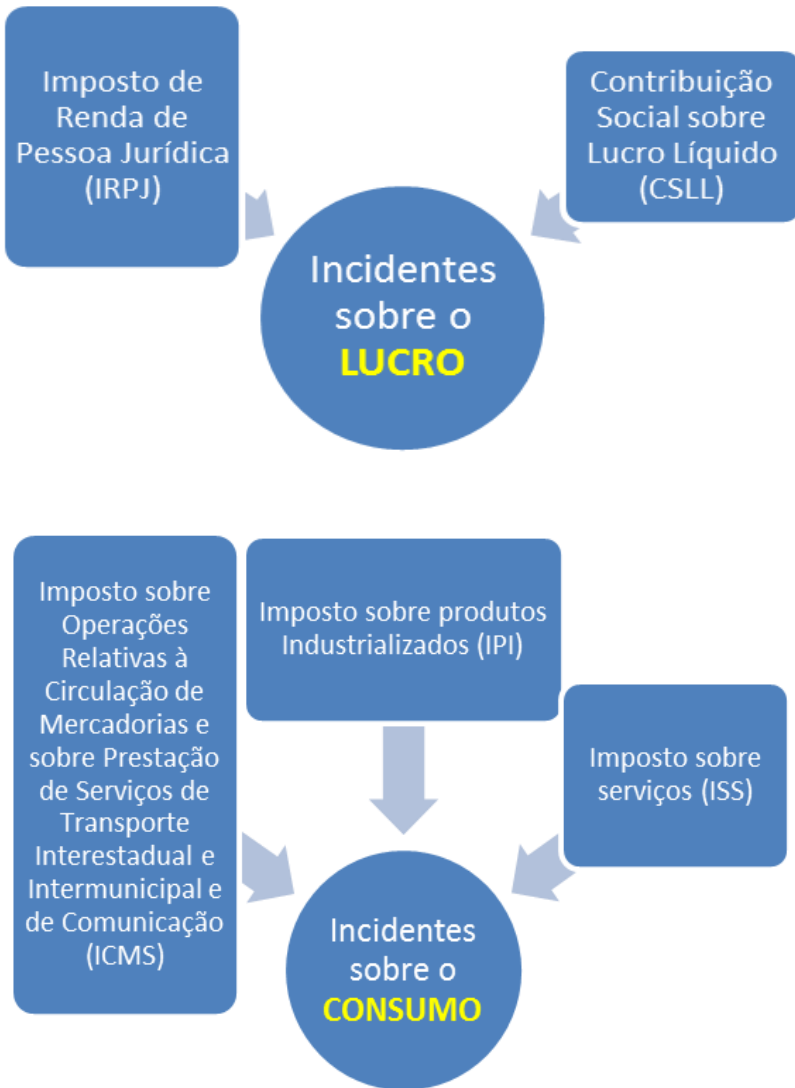 Imposto de
Renda de
Pessoa Jurídica
(IRPJ)
Contribuição
Social sobre
Lucro Líquido
(CSLL)
Incidentes
sobre o
LUCRO
Imposto sobre
Operações
Relativas à
Circulação de
Mercadorias e
sobre Prestação
de Serviços de
Transporte
Interestadual e
Intermunicipal e
de Comunicação
(ICMS)
Imposto sobre produtos
Industrializados (IPI)
Imposto sobre
serviços (ISS)
Incidentes
sobre o
CONSUMO